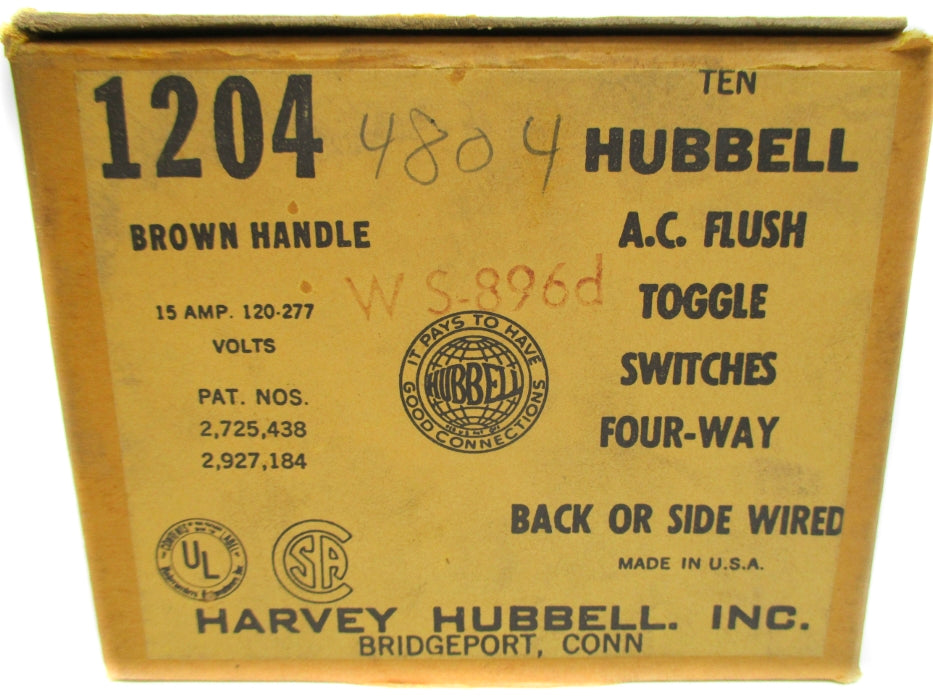 1204
4804
TEN
HUBBELL
BROWN HANDLE
A.C. FLUSH
WS-896d
15 AMP. 120-277
VOLTS
TOGGLE
SWITCHES
PAT. NOS.
2,725,438
2,927,184
IT PAYS TO HAVE
HUBBELL
GOOD CONNECTIONS
FOUR-WAY
BACK OR SIDE WIRED
MADE IN U.S.A.
UL
CSA
HARVEY HUBBELL. INC.
BRIDGEPORT, CONN